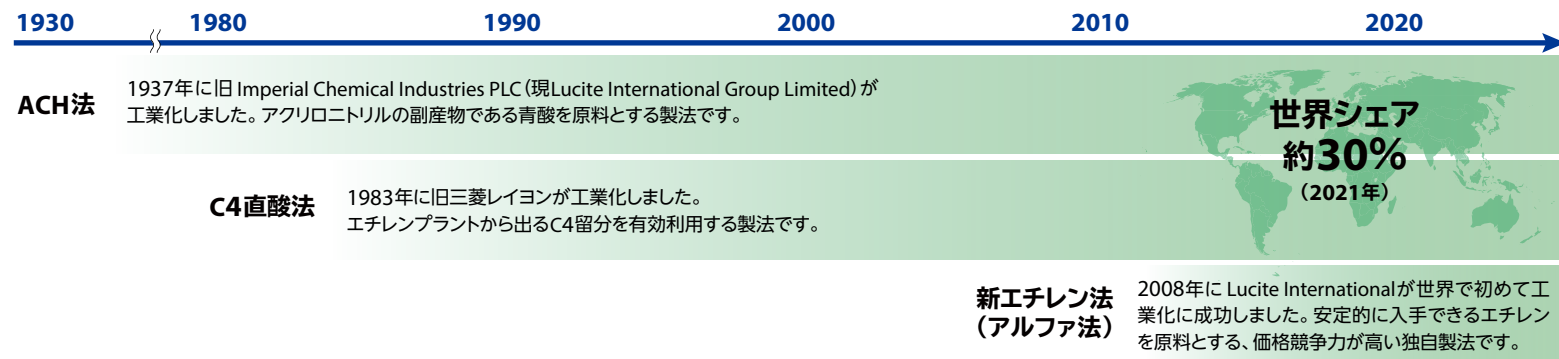 1930 1980 1990 2000 2010 2020
ACH法
1937年に旧 Imperial Chemical Industries PLC(現Lucite International Group Limited)が
工業化しました。アクリロニトリルの副産物である青酸を原料とする製法です。
世界シェア
約30%
(2021年)
C4直酸法
1983年に旧三菱レイヨンが工業化しました。
エチレンプラントから出るC4留分を有効利用する製法です。
新エチレン法
(アルファ法)
2008年に Lucite Internationalが世界で初めて工
業化に成功しました。安定的に入手できるエチレン
を原料とする、価格競争力が高い独自製法です。